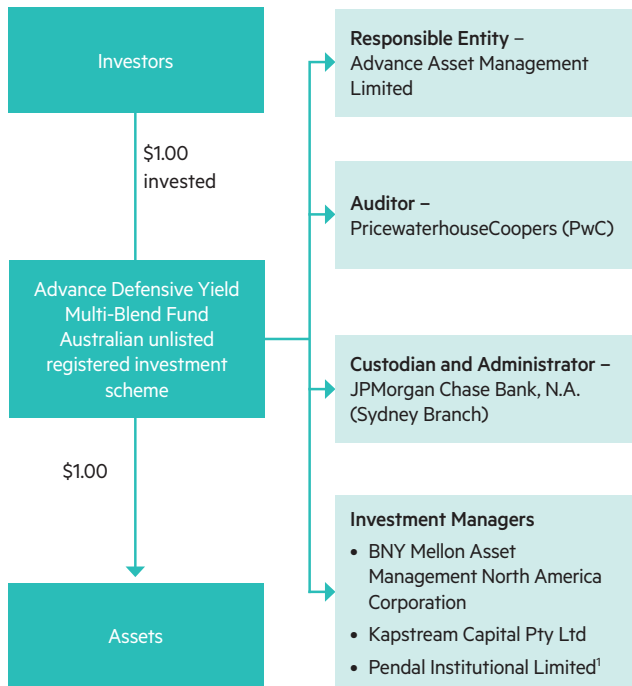 Investors
$1.00
invested
Advance Defensive Yield
Multi-Blend Fund
Australian unlisted
registered investment
scheme
$1.00
Assets
Responsible Entity –
Advance Asset Management
Limited
Auditor –
PricewaterhouseCoopers (PwC)
Custodian and Administrator –
JPMorgan Chase Bank, N.A.
(Sydney Branch)
Investment Managers
• BNY Mellon Asset
Management North America
Corporation
• Kapstream Capital Pty Ltd
• Pendal Institutional Limited¹